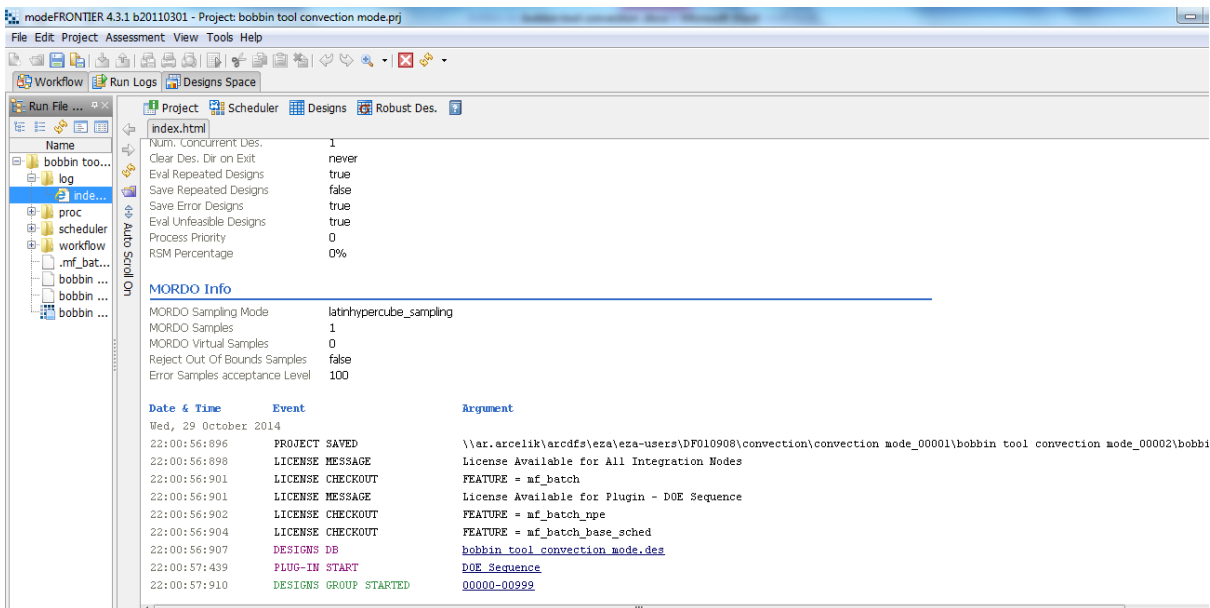 modeFRONTIER 4.3.1 b20110301 - Project: bobbin tool convection mode.prj
File Edit Project Assessment View Tools Help
Workflow Run Logs Designs Space
Run File ... Project Scheduler Designs Robust Des.
index.html
Name
bobbin too...
log
inde...
proc
scheduler
workflow
.mf_bat...
bobbin ...
bobbin ...
bobbin ...
Auto Scroll On
Num. Concurrent Des. 1
Clear Des. Dir on Exit never
Eval Repeated Designs true
Save Repeated Designs false
Save Error Designs true
Eval Unfeasible Designs true
Process Priority 0
RSM Percentage 0%
MORDO Info
MORDO Sampling Mode latinhypercube_sampling
MORDO Samples 1
MORDO Virtual Samples 0
Reject Out Of Bounds Samples false
Error Samples acceptance Level 100
Date & Time Event Argument
Wed, 29 October 2014
22:00:56:896 PROJECT SAVED \\ar.arcelik\arcdfs\eza\eza-users\DF010908\convection\convection mode_00001\bobbin tool convection mode_00002\bobbi
22:00:56:898 LICENSE MESSAGE License Available for All Integration Nodes
22:00:56:901 LICENSE CHECKOUT FEATURE = mf_batch
22:00:56:901 LICENSE MESSAGE License Available for Plugin - DOE Sequence
22:00:56:902 LICENSE CHECKOUT FEATURE = mf_batch_npe
22:00:56:904 LICENSE CHECKOUT FEATURE = mf_batch_base_sched
22:00:56:907 DESIGNS DB bobbin tool convection mode.des
22:00:57:439 PLUG-IN START DOE Sequence
22:00:57:910 DESIGNS GROUP STARTED 00000-00999